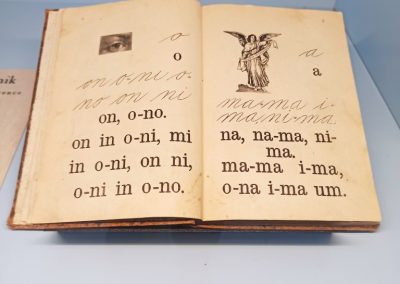 nik
o
o
on o-ni o-
no on ni
on, o-no.
on in o-ni, mi
in o-ni, on ni,
o-ni in o-no.
a
a
ma-ma i-
ma, ni-ma
na, na-ma, ni-
ma.
ma-ma i-ma,
o-na i-ma um.